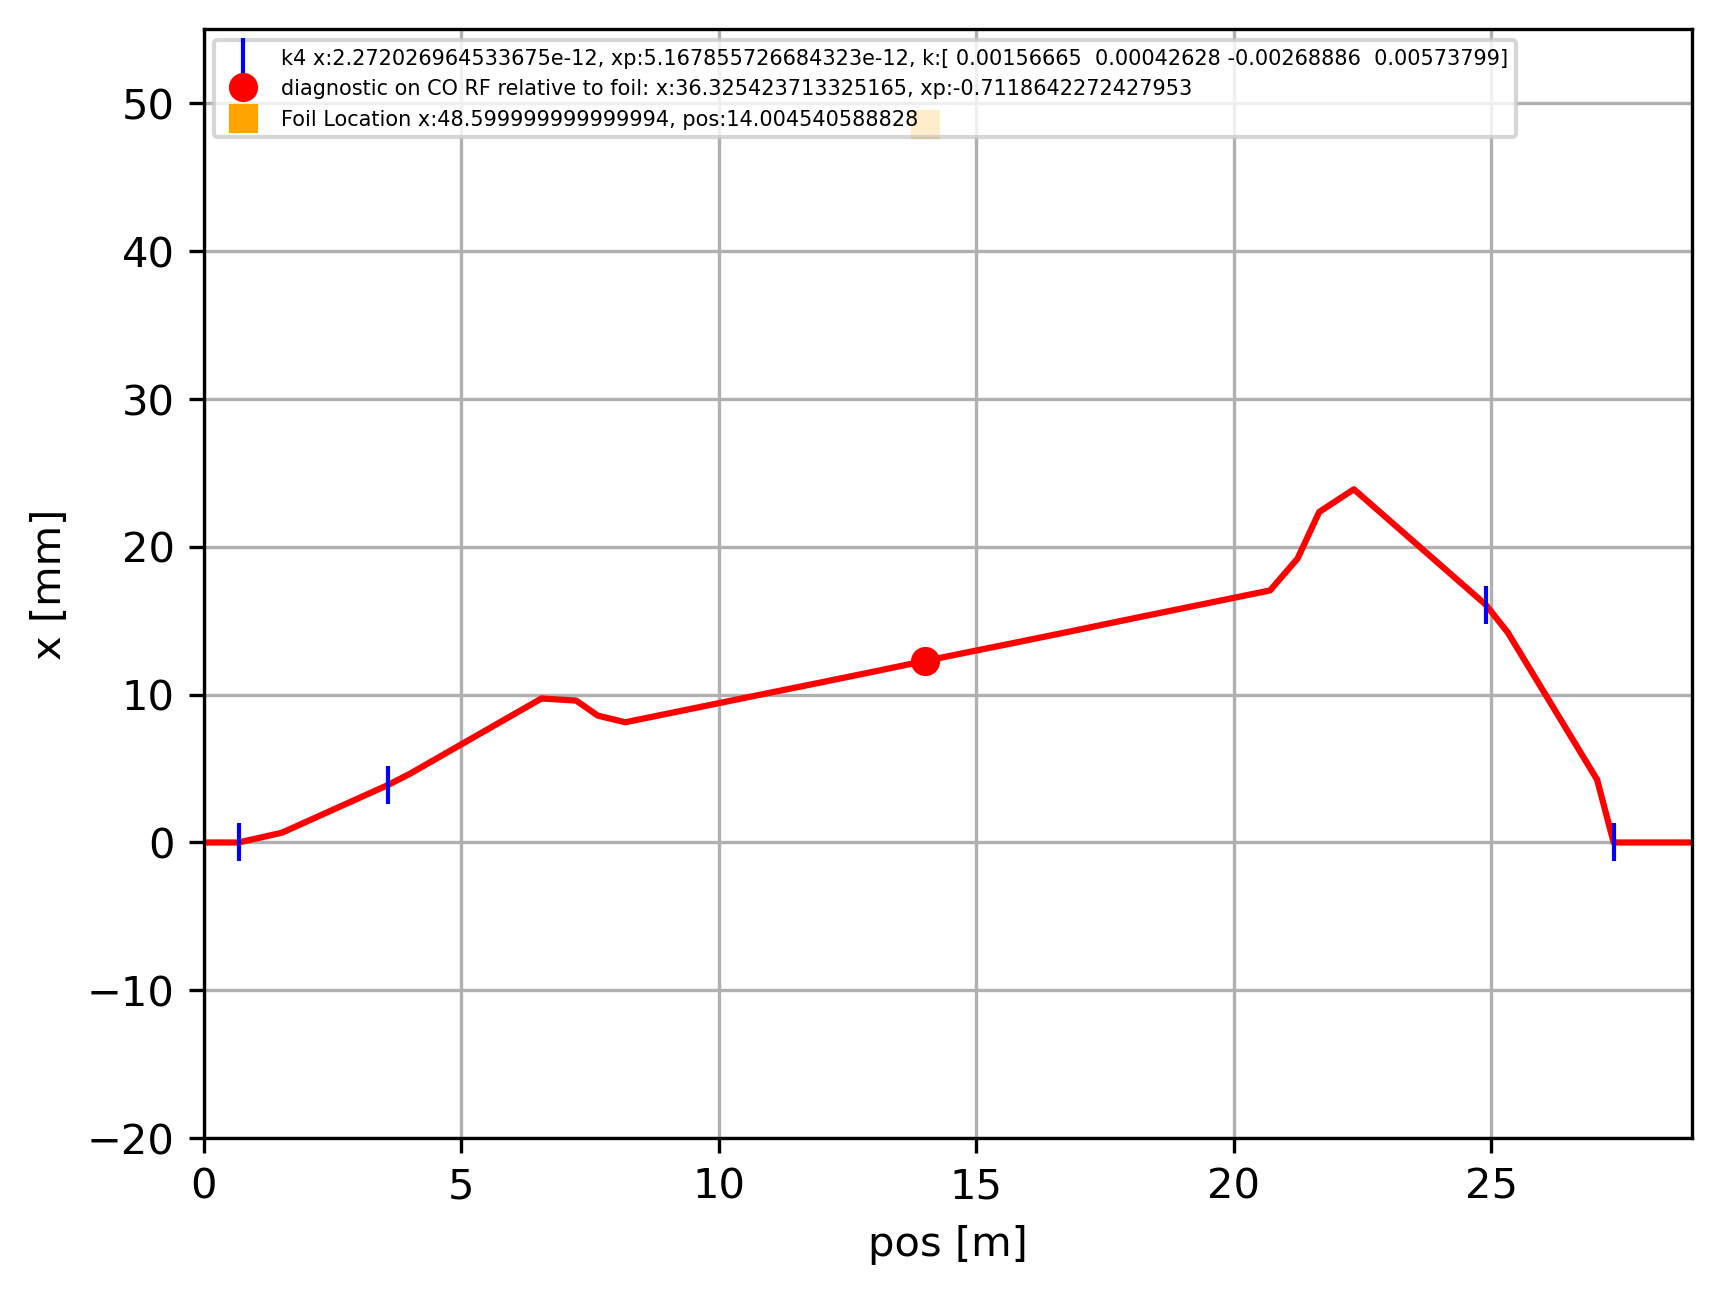 k4 x:2.272026964533675e-12, xp:5.167855726684323e-12, k:[ 0.00156665  0.00042628 -0.00268886  0.00573799]
diagnostic on CO RF relative to foil: x:36.325423713325165, xp:-0.7118642272427953
Foil Location x:48.599999999999994, pos:14.004540588828
50
40
30
20
10
0
−10
−20
x [mm]
0 5 10 15 20 25
pos [m]